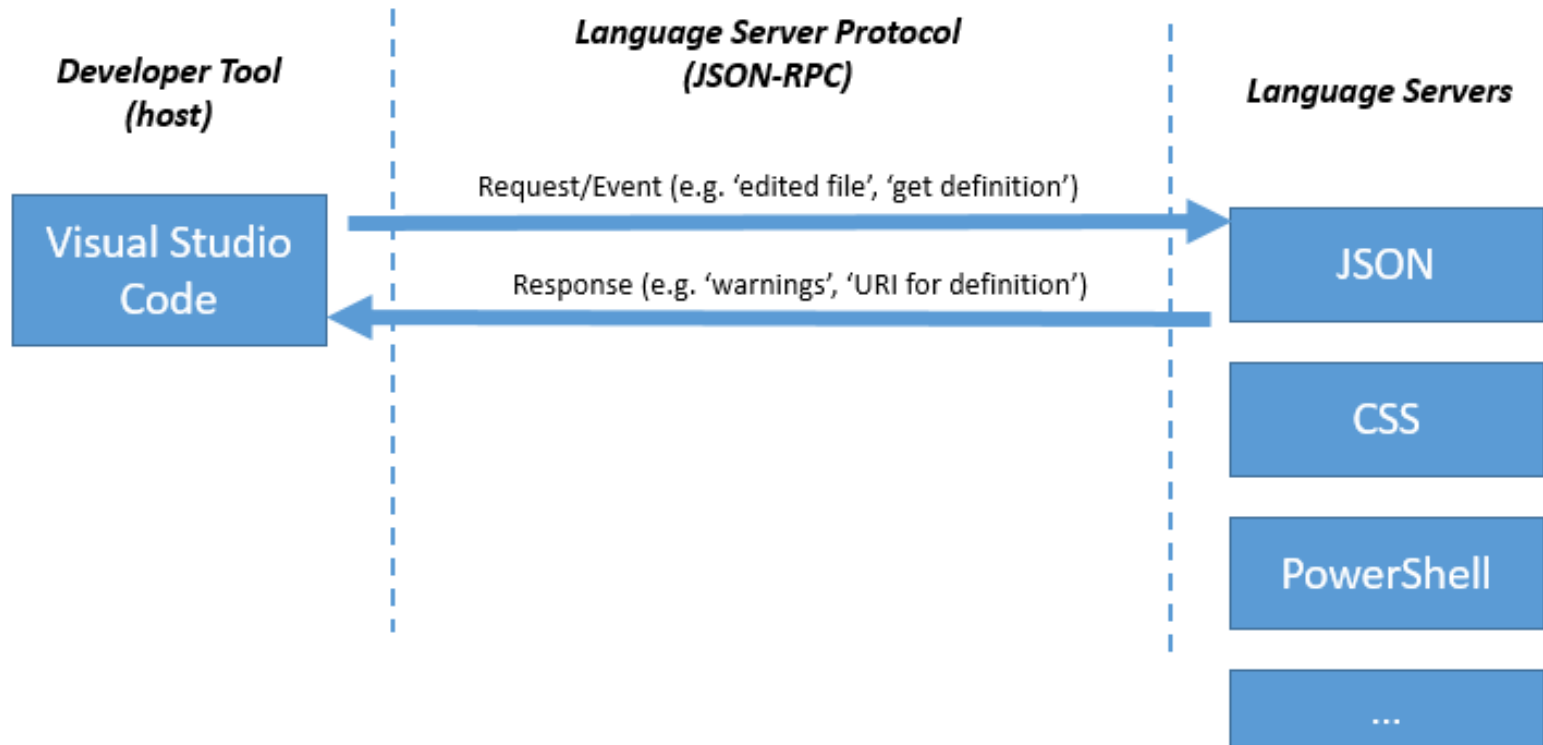 Developer Tool
(host)
Language Server Protocol
(JSON-RPC)
Language Servers
Request/Event (e.g. ‘edited file’, ‘get definition’)
Response (e.g. ‘warnings’, ‘URI for definition’)
Visual Studio
Code
JSON
CSS
PowerShell
...